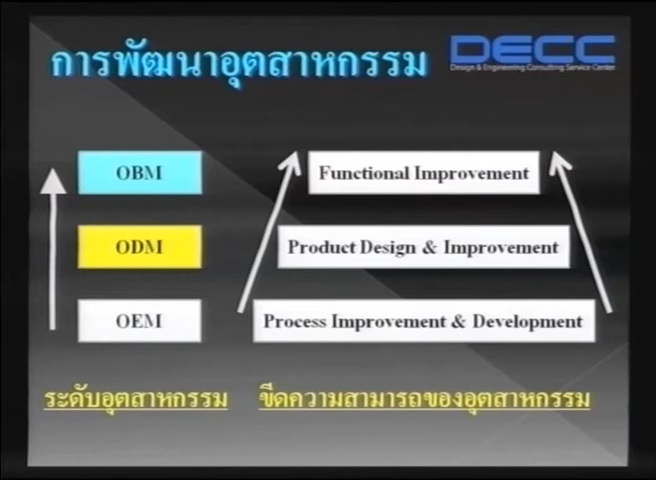 การพัฒนาอุตสาหกรรม
DECC
Design & Engineering Consulting Service Center
OBM
Functional Improvement
ODM
Product Design & Improvement
OEM
Process Improvement & Development
ระดับอุตสาหกรรม
ขีดความสามารถของอุตสาหกรรม